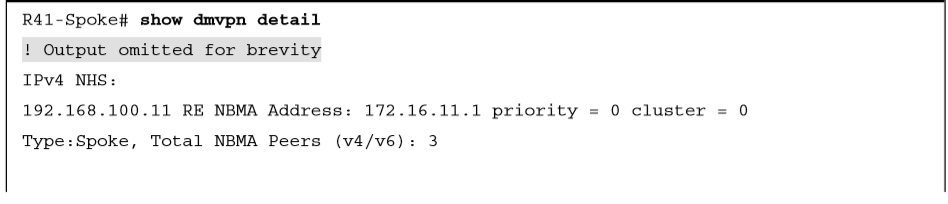 R41-Spoke# show dmvpn detail
! Output omitted for brevity
IPv4 NHS:
192.168.100.11 RE NBMA Address: 172.16.11.1 priority = 0 cluster = 0
Type:Spoke, Total NBMA Peers (v4/v6): 3